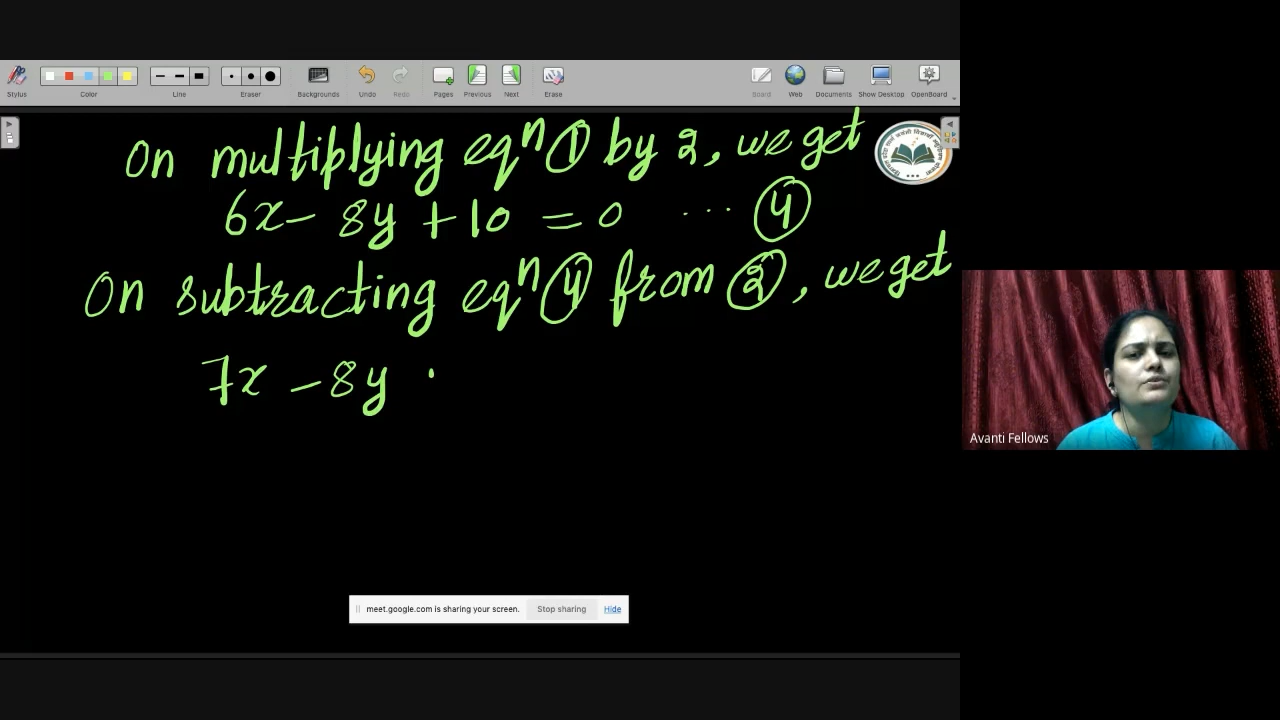 Stylus Color Line Eraser Backgrounds Undo Redo Pages Previous Next Erase Board Web Documents Show Desktop OpenBoard
On multiplying eqⁿ ① by 2, we get
6x - 8y + 10 = 0 ... ④
On subtracting eqⁿ ④ from ②, we get
7x - 8y ·
Avanti Fellows
meet.google.com is sharing your screen. Stop sharing Hide